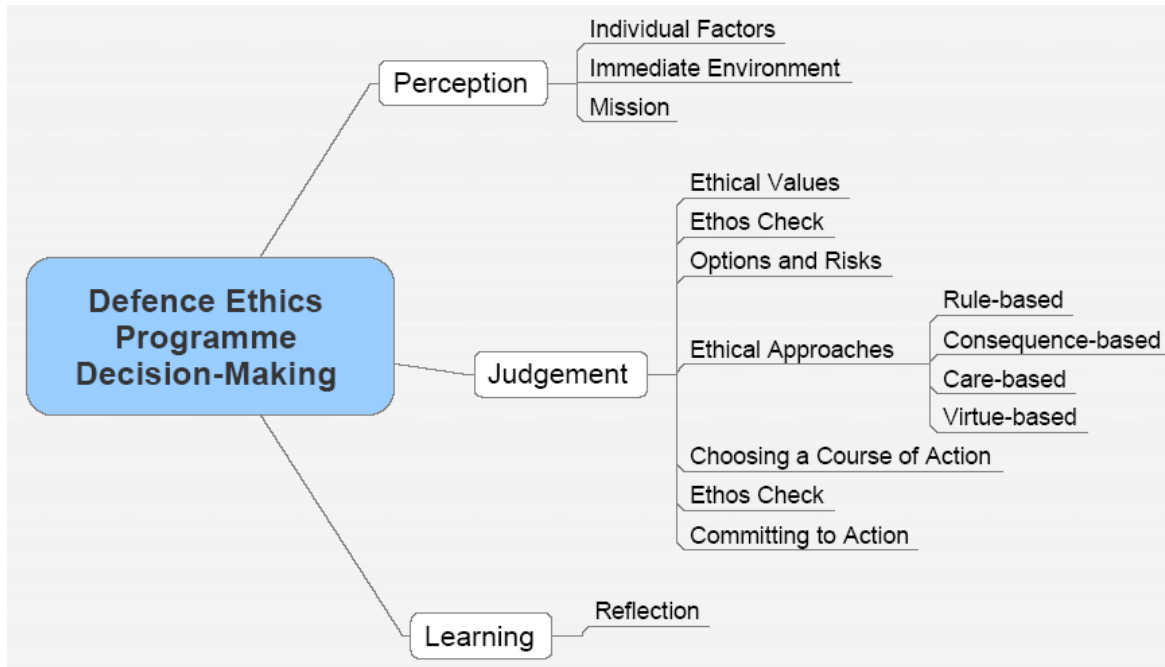 Individual Factors
Perception
Immediate Environment
Mission
Defence Ethics
Programme
Decision-Making
Ethical Values
Ethos Check
Options and Risks
Judgement
Ethical Approaches
Rule-based
Consequence-based
Care-based
Virtue-based
Choosing a Course of Action
Ethos Check
Committing to Action
Learning
Reflection